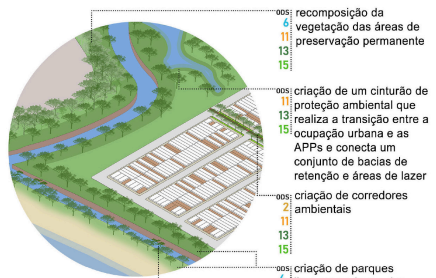 ODS recomposição da
6 vegetação das áreas de
11 preservação permanente
13
15
ODS criação de um cinturão de
11 proteção ambiental que
13 realiza a transição entre a
15 ocupação urbana e as
APPs e conecta um
conjunto de bacias de
retenção e áreas de lazer
ODS criação de corredores
2 ambientais
11
13
15
ODS criação de parques